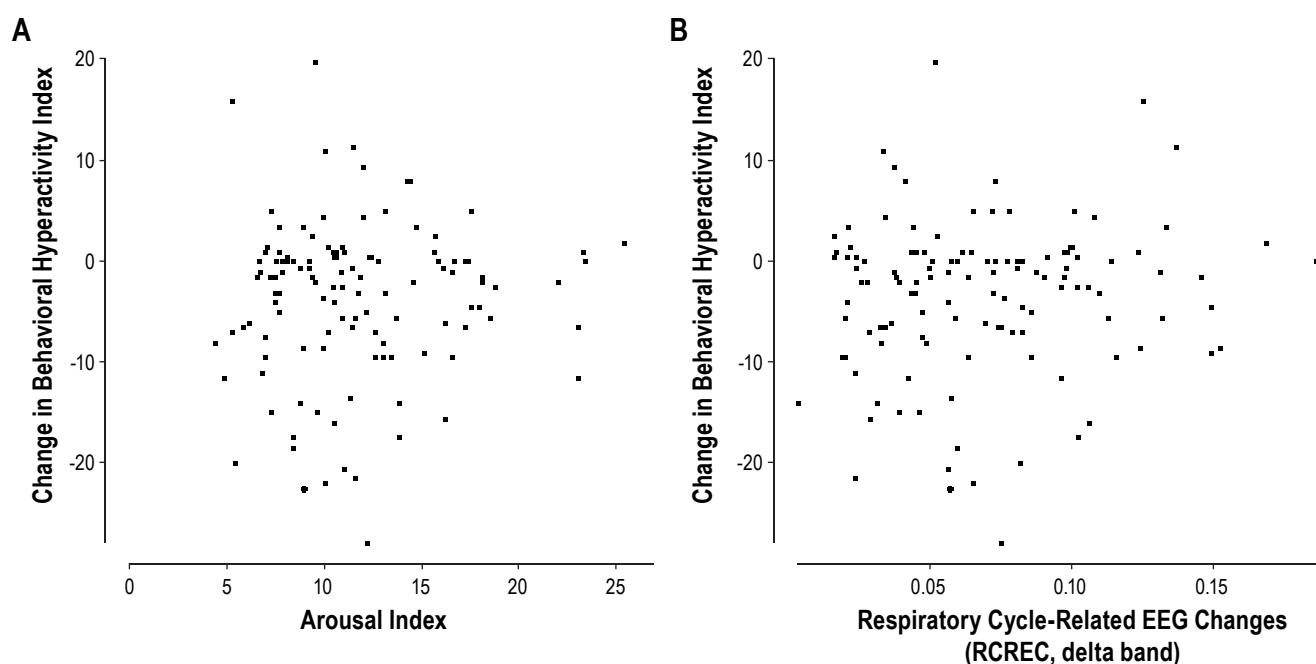 A
Change in Behavioral Hyperactivity Index
20
10
0
-10
-20
0
5
10
15
20
25
Arousal Index
B
Change in Behavioral Hyperactivity Index
20
10
0
-10
-20
0.05
0.10
0.15
Respiratory Cycle-Related EEG Changes
(RCREC, delta band)